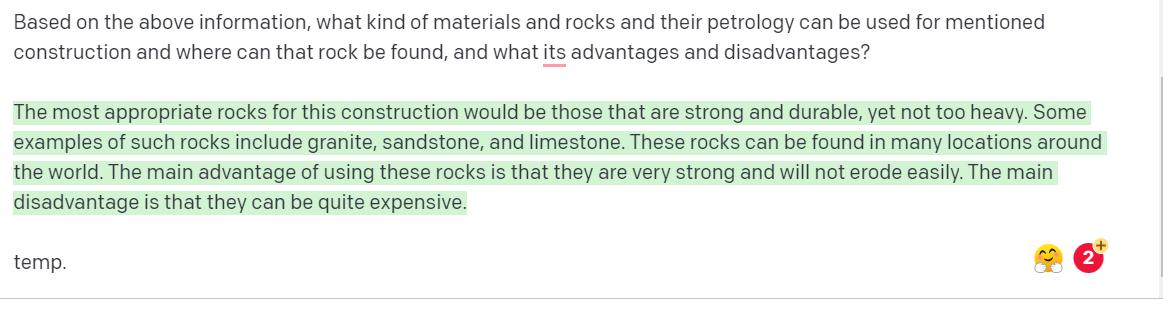 Based on the above information, what kind of materials and rocks and their petrology can be used for mentioned
construction and where can that rock be found, and what its advantages and disadvantages?
The most appropriate rocks for this construction would be those that are strong and durable, yet not too heavy. Some
examples of such rocks include granite, sandstone, and limestone. These rocks can be found in many locations around
the world. The main advantage of using these rocks is that they are very strong and will not erode easily. The main
disadvantage is that they can be quite expensive.
temp.
2
+